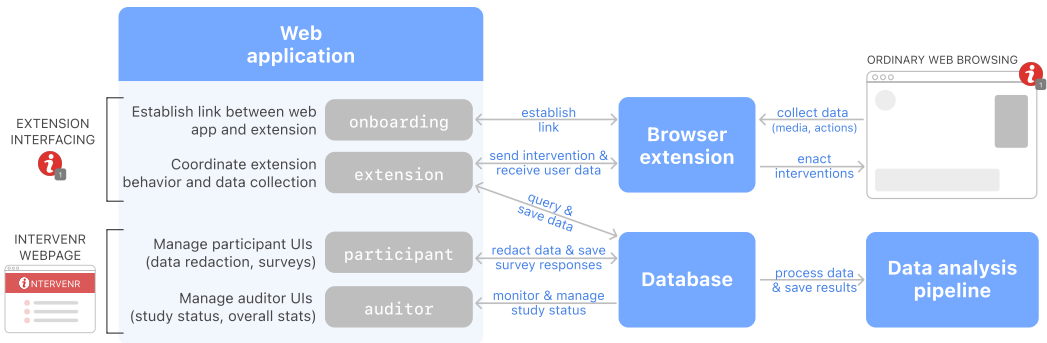 Web
application
EXTENSION
INTERFACING
1
Establish link between web
app and extension
onboarding
Coordinate extension
behavior and data collection
extension
INTERVENR
WEBPAGE
iNTERVENR
Manage participant UIs
(data redaction, surveys)
participant
Manage auditor UIs
(study status, overall stats)
auditor
establish
link
send intervention &
receive user data
query &
save data
redact data & save
survey responses
monitor & manage
study status
Browser
extension
Database
collect data
(media, actions)
enact
interventions
process data
& save results
ORDINARY WEB BROWSING
1
Data analysis
pipeline